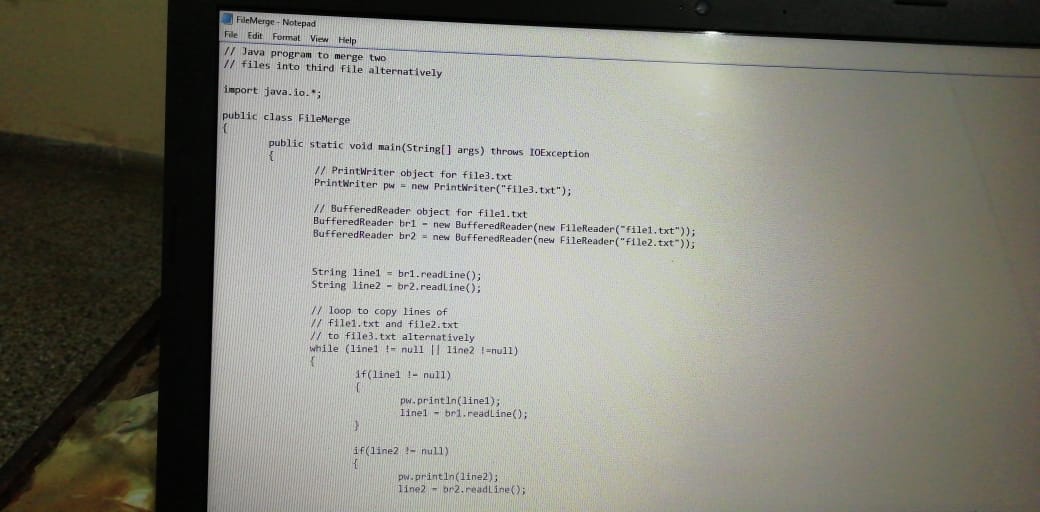 FileMerge - Notepad
File Edit Format View Help
// Java program to merge two
// files into third file alternatively
import java.io.*;
public class FileMerge
{
public static void main(String[] args) throws IOException
{
// PrintWriter object for file3.txt
PrintWriter pw = new PrintWriter("file3.txt");
// BufferedReader object for file1.txt
BufferedReader br1 = new BufferedReader(new FileReader("file1.txt"));
BufferedReader br2 = new BufferedReader(new FileReader("file2.txt"));
String line1 = br1.readLine();
String line2 = br2.readLine();
// loop to copy lines of
// file1.txt and file2.txt
// to file3.txt alternatively
while (line1 != null || line2 !=null)
{
if(line1 != null)
{
pw.println(line1);
line1 = br1.readLine();
}
if(line2 != null)
{
pw.println(line2);
line2 = br2.readLine();